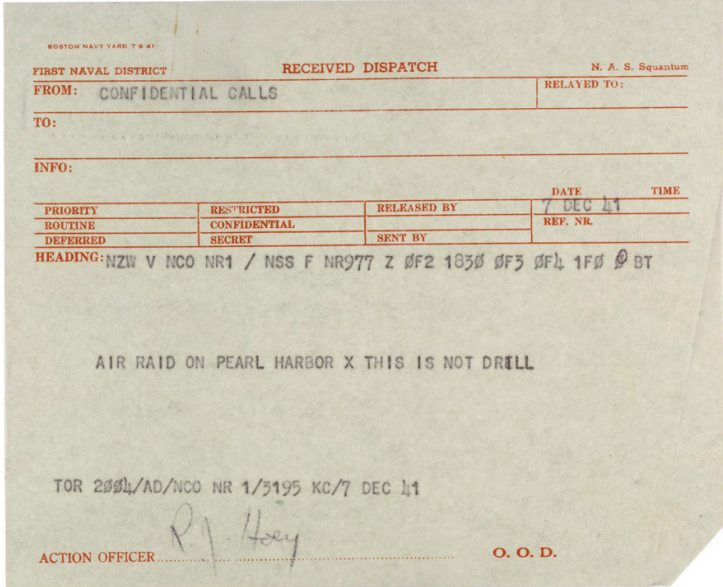 BOSTON NAVY YARD 7 8 41
FIRST NAVAL DISTRICT RECEIVED DISPATCH N. A. S. Squantum
FROM: CONFIDENTIAL CALLS RELAYED TO:
TO:
INFO:
DATE TIME
PRIORITY RESTRICTED RELEASED BY 7 DEC 41
ROUTINE CONFIDENTIAL REF. NR.
DEFERRED SECRET SENT BY
HEADING: NZW V NCO NR1 / NSS F NR977 Z ØF2 183Ø ØF3 ØF4 1FØ Ø BT
AIR RAID ON PEARL HARBOR X THIS IS NOT DRILL
TOR 2ØØ4/AD/NCO NR 1/3195 KC/7 DEC 41
R. J. Hoey
ACTION OFFICER O. O. D.